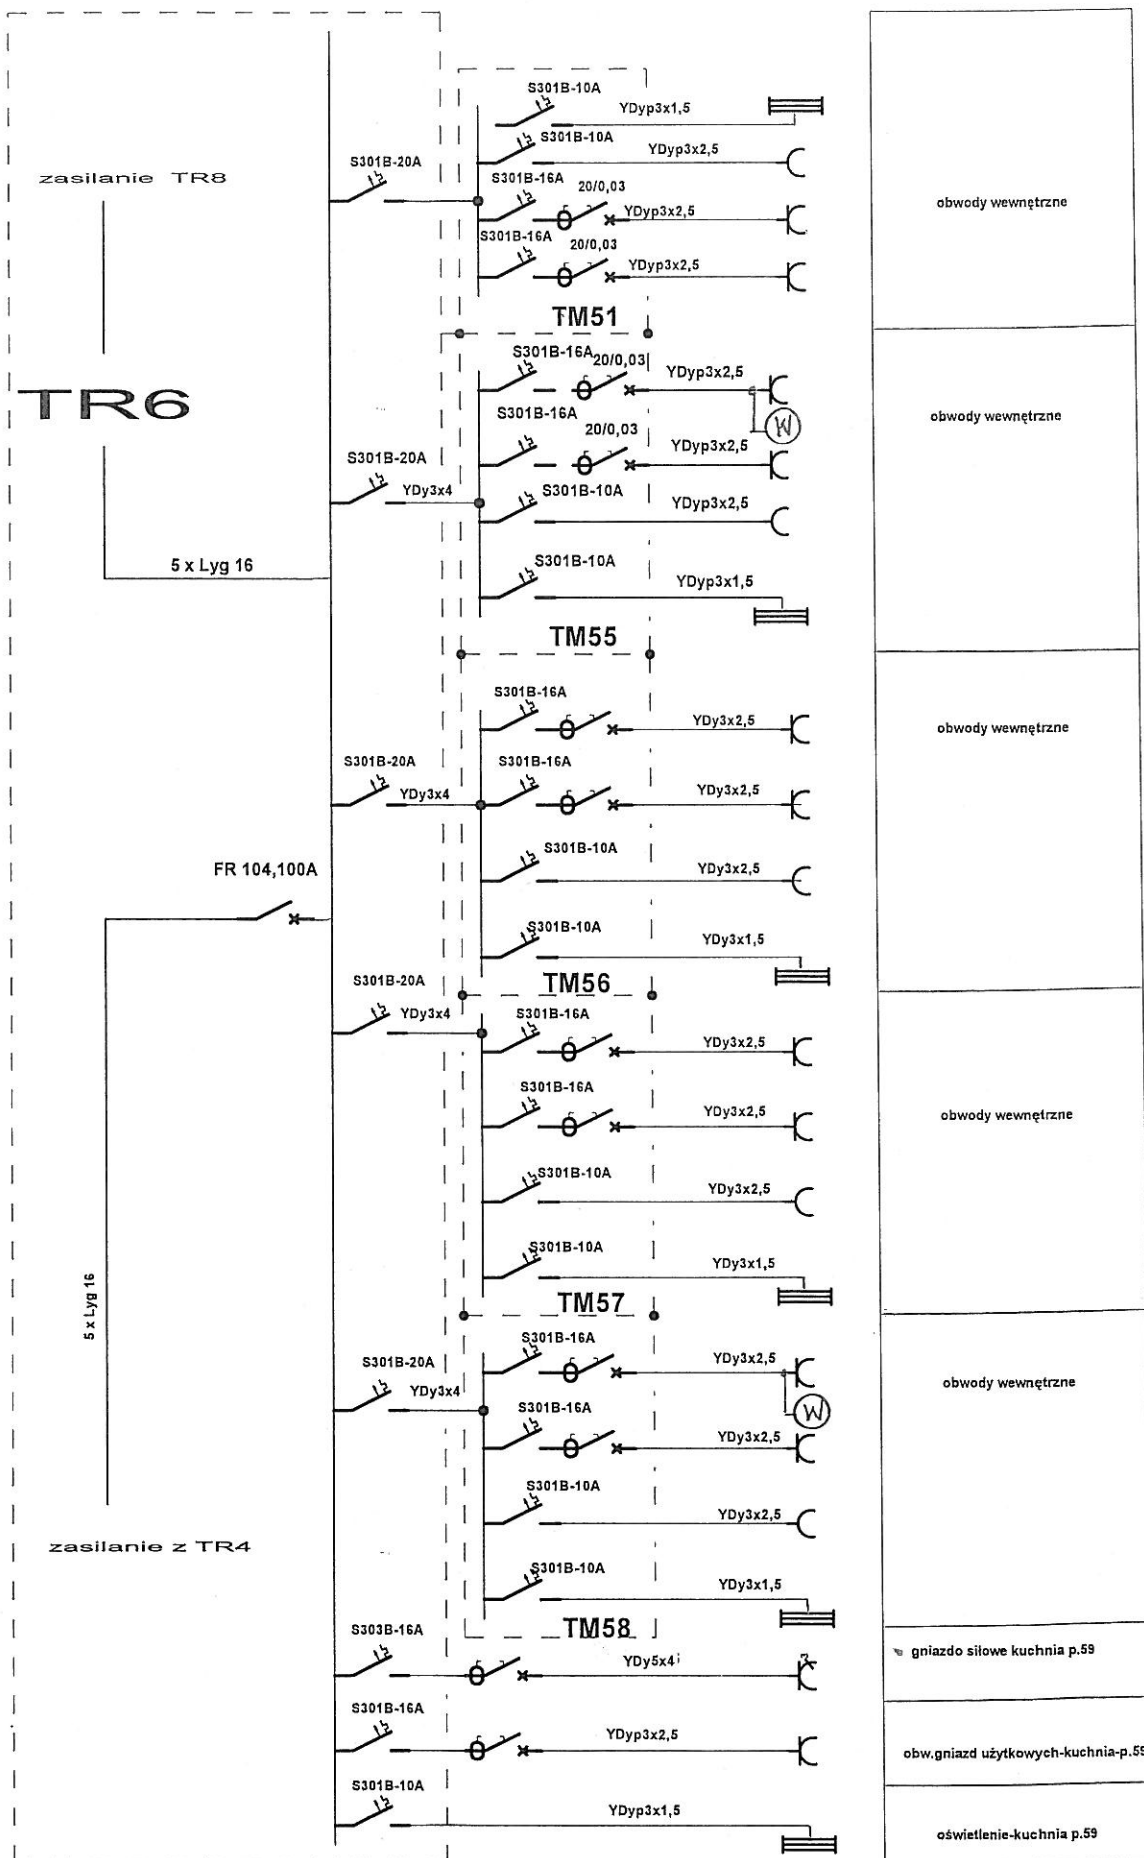 S301B-10A
YDyp3x1,5
S301B-10A
YDyp3x2,5
S301B-20A
zasilanie TR8
S301B-16A
20/0,03
YDyp3x2,5
obwody wewnętrzne
S301B-16A
20/0,03
YDyp3x2,5
TM51
S301B-16A
20/0,03
YDyp3x2,5
TR6
W
obwody wewnętrzne
S301B-16A
20/0,03
YDyp3x2,5
S301B-20A
YDy3x4
S301B-10A
YDyp3x2,5
5 x Lyg 16
S301B-10A
YDyp3x1,5
TM55
S301B-16A
YDy3x2,5
obwody wewnętrzne
S301B-20A
YDy3x4
S301B-16A
YDy3x2,5
S301B-10A
YDy3x2,5
FR 104,100A
S301B-10A
YDy3x1,5
TM56
S301B-20A
YDy3x4
S301B-16A
YDy3x2,5
S301B-16A
YDy3x2,5
obwody wewnętrzne
S301B-10A
YDy3x2,5
S301B-10A
YDy3x1,5
5 x Lyg 16
TM57
S301B-16A
YDy3x2,5
S301B-20A
YDy3x4
obwody wewnętrzne
W
S301B-16A
YDy3x2,5
S301B-10A
YDy3x2,5
zasilanie z TR4
S301B-10A
YDy3x1,5
TM58
S303B-16A
YDy5x4
gniazdo siłowe kuchnia p.59
S301B-16A
YDyp3x2,5
obw.gniazd użytkowych-kuchnia-p.59
S301B-10A
YDyp3x1,5
oświetlenie-kuchnia p.59